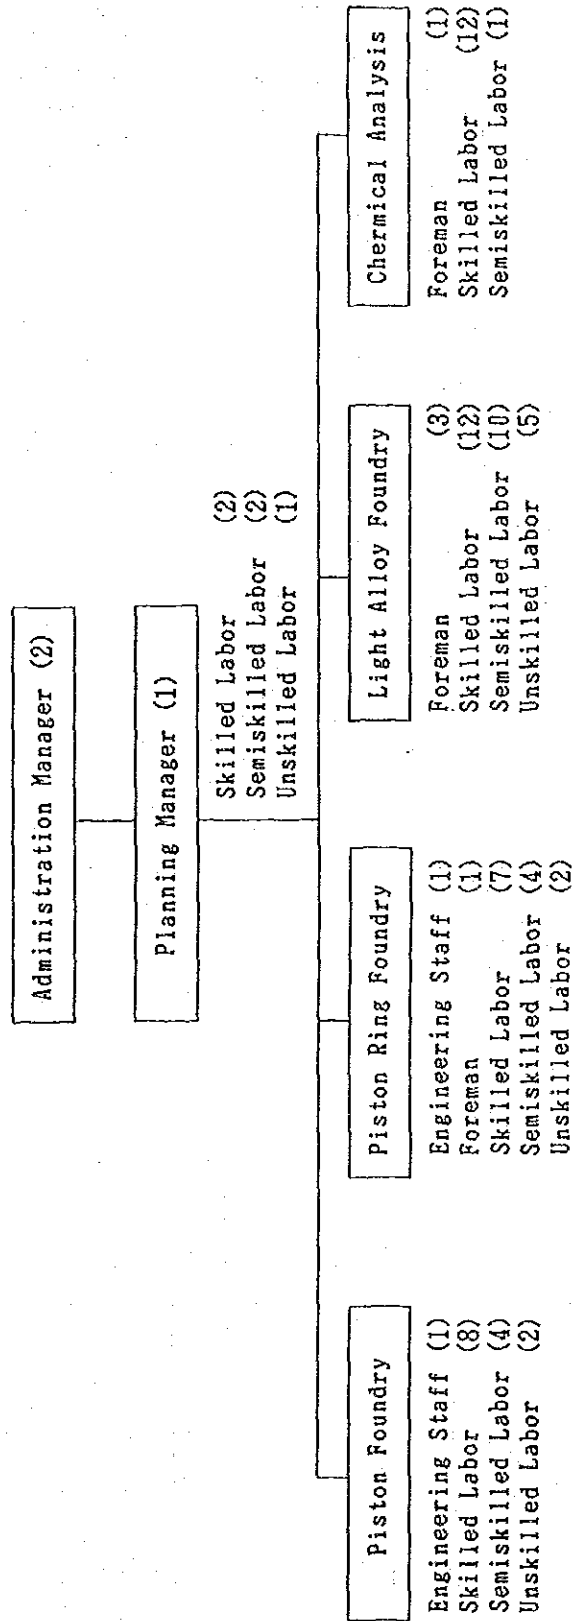 Administration Manager (2)
Planning Manager (1)
Skilled Labor (2)
Semiskilled Labor (2)
Unskilled Labor (1)
Piston Foundry
Engineering Staff (1)
Skilled Labor (8)
Semiskilled Labor (4)
Unskilled Labor (2)
Piston Ring Foundry
Engineering Staff (1)
Foreman (1)
Skilled Labor (7)
Semiskilled Labor (4)
Unskilled Labor (2)
Light Alloy Foundry
Foreman (3)
Skilled Labor (12)
Semiskilled Labor (10)
Unskilled Labor (5)
Chermical Analysis
Foreman (1)
Skilled Labor (12)
Semiskilled Labor (1)